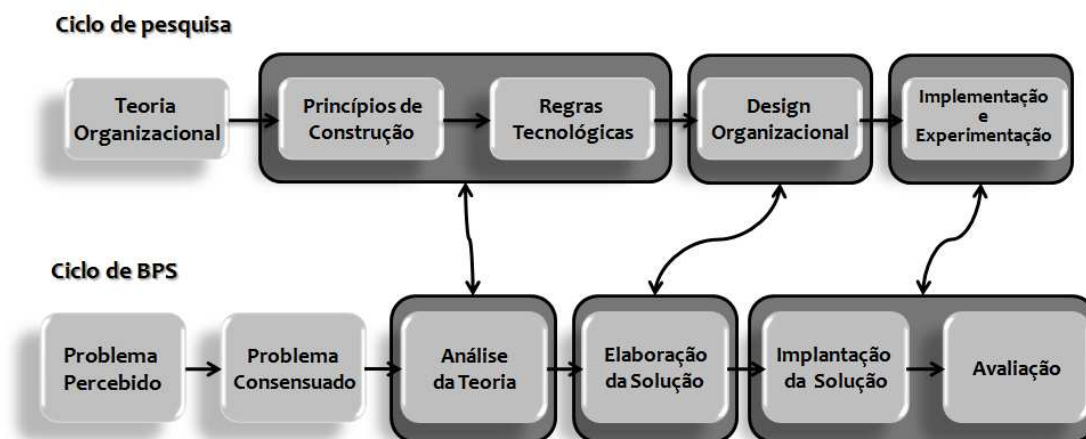 Ciclo de pesquisa
Teoria
Organizacional
Princípios de
Construção
Regras
Tecnológicas
Design
Organizacional
Implementação
e
Experimentação
Ciclo de BPS
Problema
Percebido
Problema
Consensuado
Análise
da Teoria
Elaboração
da Solução
Implantação
da Solução
Avaliação